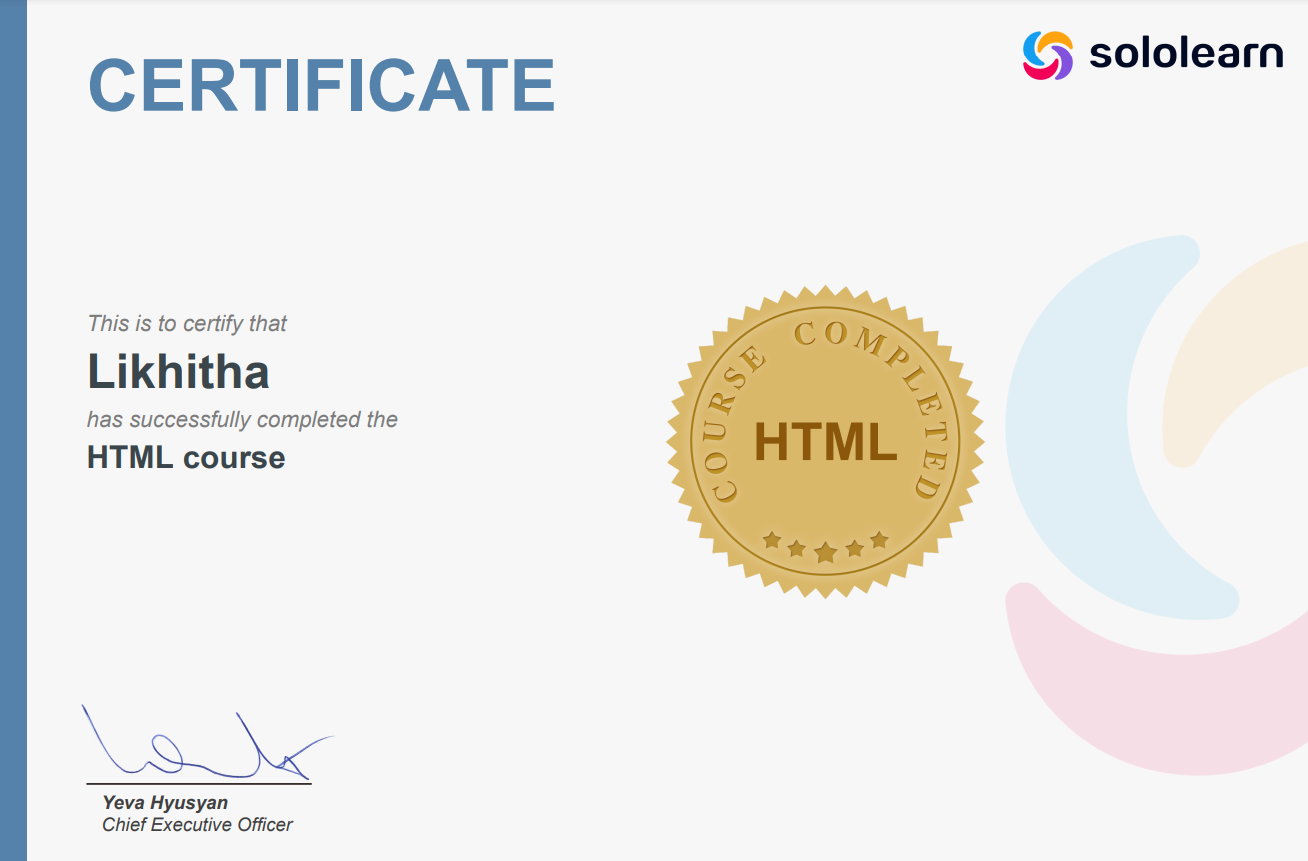 CERTIFICATE
sololearn
This is to certify that
Likhitha
has successfully completed the
HTML course
COURSE COMPLETED
HTML
Yeva Hyusyan
Chief Executive Officer